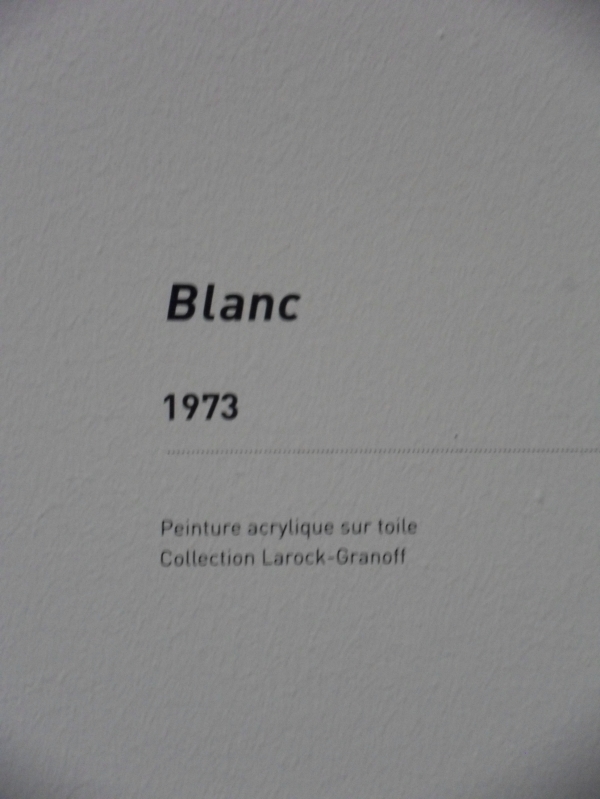 Blanc
1973
Peinture acrylique sur toile
Collection Larock-Granoff